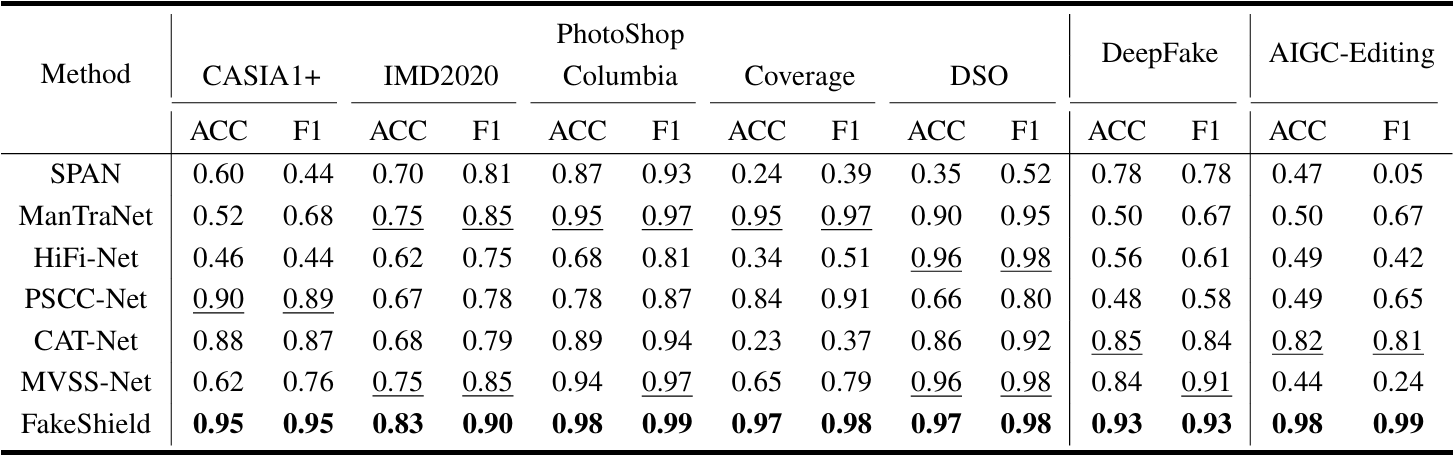 PhotoShop
Method DeepFake AIGC-Editing
CASIA1+ IMD2020 Columbia Coverage DSO
ACC F1 ACC F1 ACC F1 ACC F1 ACC F1 ACC F1 ACC F1
SPAN 0.60 0.44 0.70 0.81 0.87 0.93 0.24 0.39 0.35 0.52 0.78 0.78 0.47 0.05
ManTraNet 0.52 0.68 0.75 0.85 0.95 0.97 0.95 0.97 0.90 0.95 0.50 0.67 0.50 0.67
HiFi-Net 0.46 0.44 0.62 0.75 0.68 0.81 0.34 0.51 0.96 0.98 0.56 0.61 0.49 0.42
PSCC-Net 0.90 0.89 0.67 0.78 0.78 0.87 0.84 0.91 0.66 0.80 0.48 0.58 0.49 0.65
CAT-Net 0.88 0.87 0.68 0.79 0.89 0.94 0.23 0.37 0.86 0.92 0.85 0.84 0.82 0.81
MVSS-Net 0.62 0.76 0.75 0.85 0.94 0.97 0.65 0.79 0.96 0.98 0.84 0.91 0.44 0.24
FakeShield 0.95 0.95 0.83 0.90 0.98 0.99 0.97 0.98 0.97 0.98 0.93 0.93 0.98 0.99